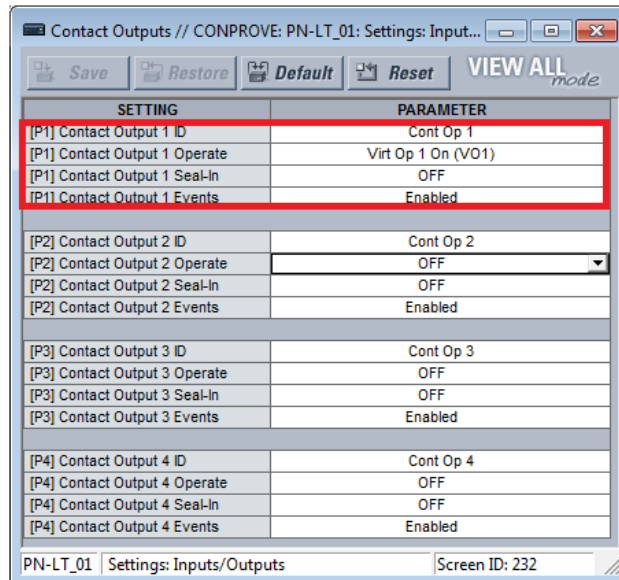 Contact Outputs // CONPROVE: PN-LT_01: Settings: Input...
Save Restore Default Reset VIEW ALL mode
SETTING PARAMETER
[P1] Contact Output 1 ID Cont Op 1
[P1] Contact Output 1 Operate Virt Op 1 On (VO1)
[P1] Contact Output 1 Seal-In OFF
[P1] Contact Output 1 Events Enabled
[P2] Contact Output 2 ID Cont Op 2
[P2] Contact Output 2 Operate OFF
[P2] Contact Output 2 Seal-In OFF
[P2] Contact Output 2 Events Enabled
[P3] Contact Output 3 ID Cont Op 3
[P3] Contact Output 3 Operate OFF
[P3] Contact Output 3 Seal-In OFF
[P3] Contact Output 3 Events Enabled
[P4] Contact Output 4 ID Cont Op 4
[P4] Contact Output 4 Operate OFF
[P4] Contact Output 4 Seal-In OFF
[P4] Contact Output 4 Events Enabled
PN-LT_01 Settings: Inputs/Outputs Screen ID: 232